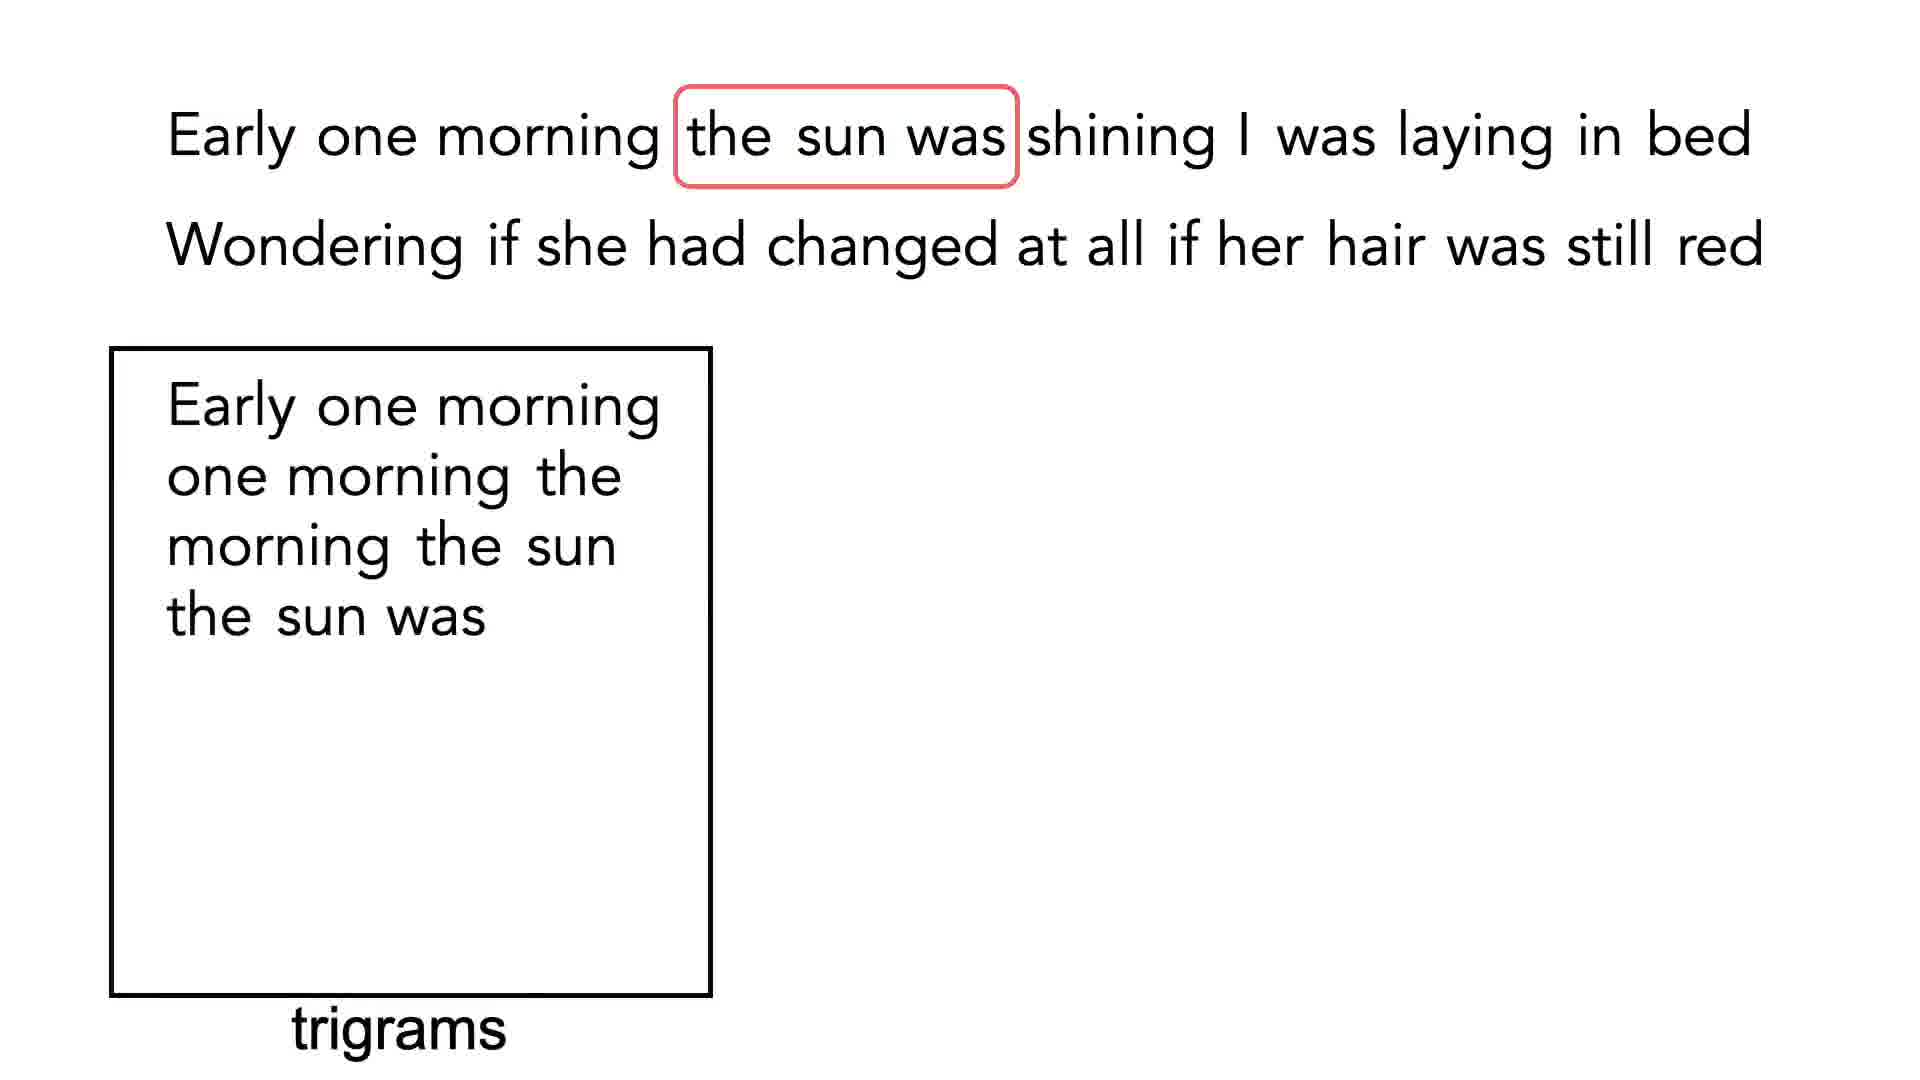 Early one morning the sun was shining I was laying in bed
Wondering if she had changed at all if her hair was still red
Early one morning
one morning the
morning the sun
the sun was
trigrams